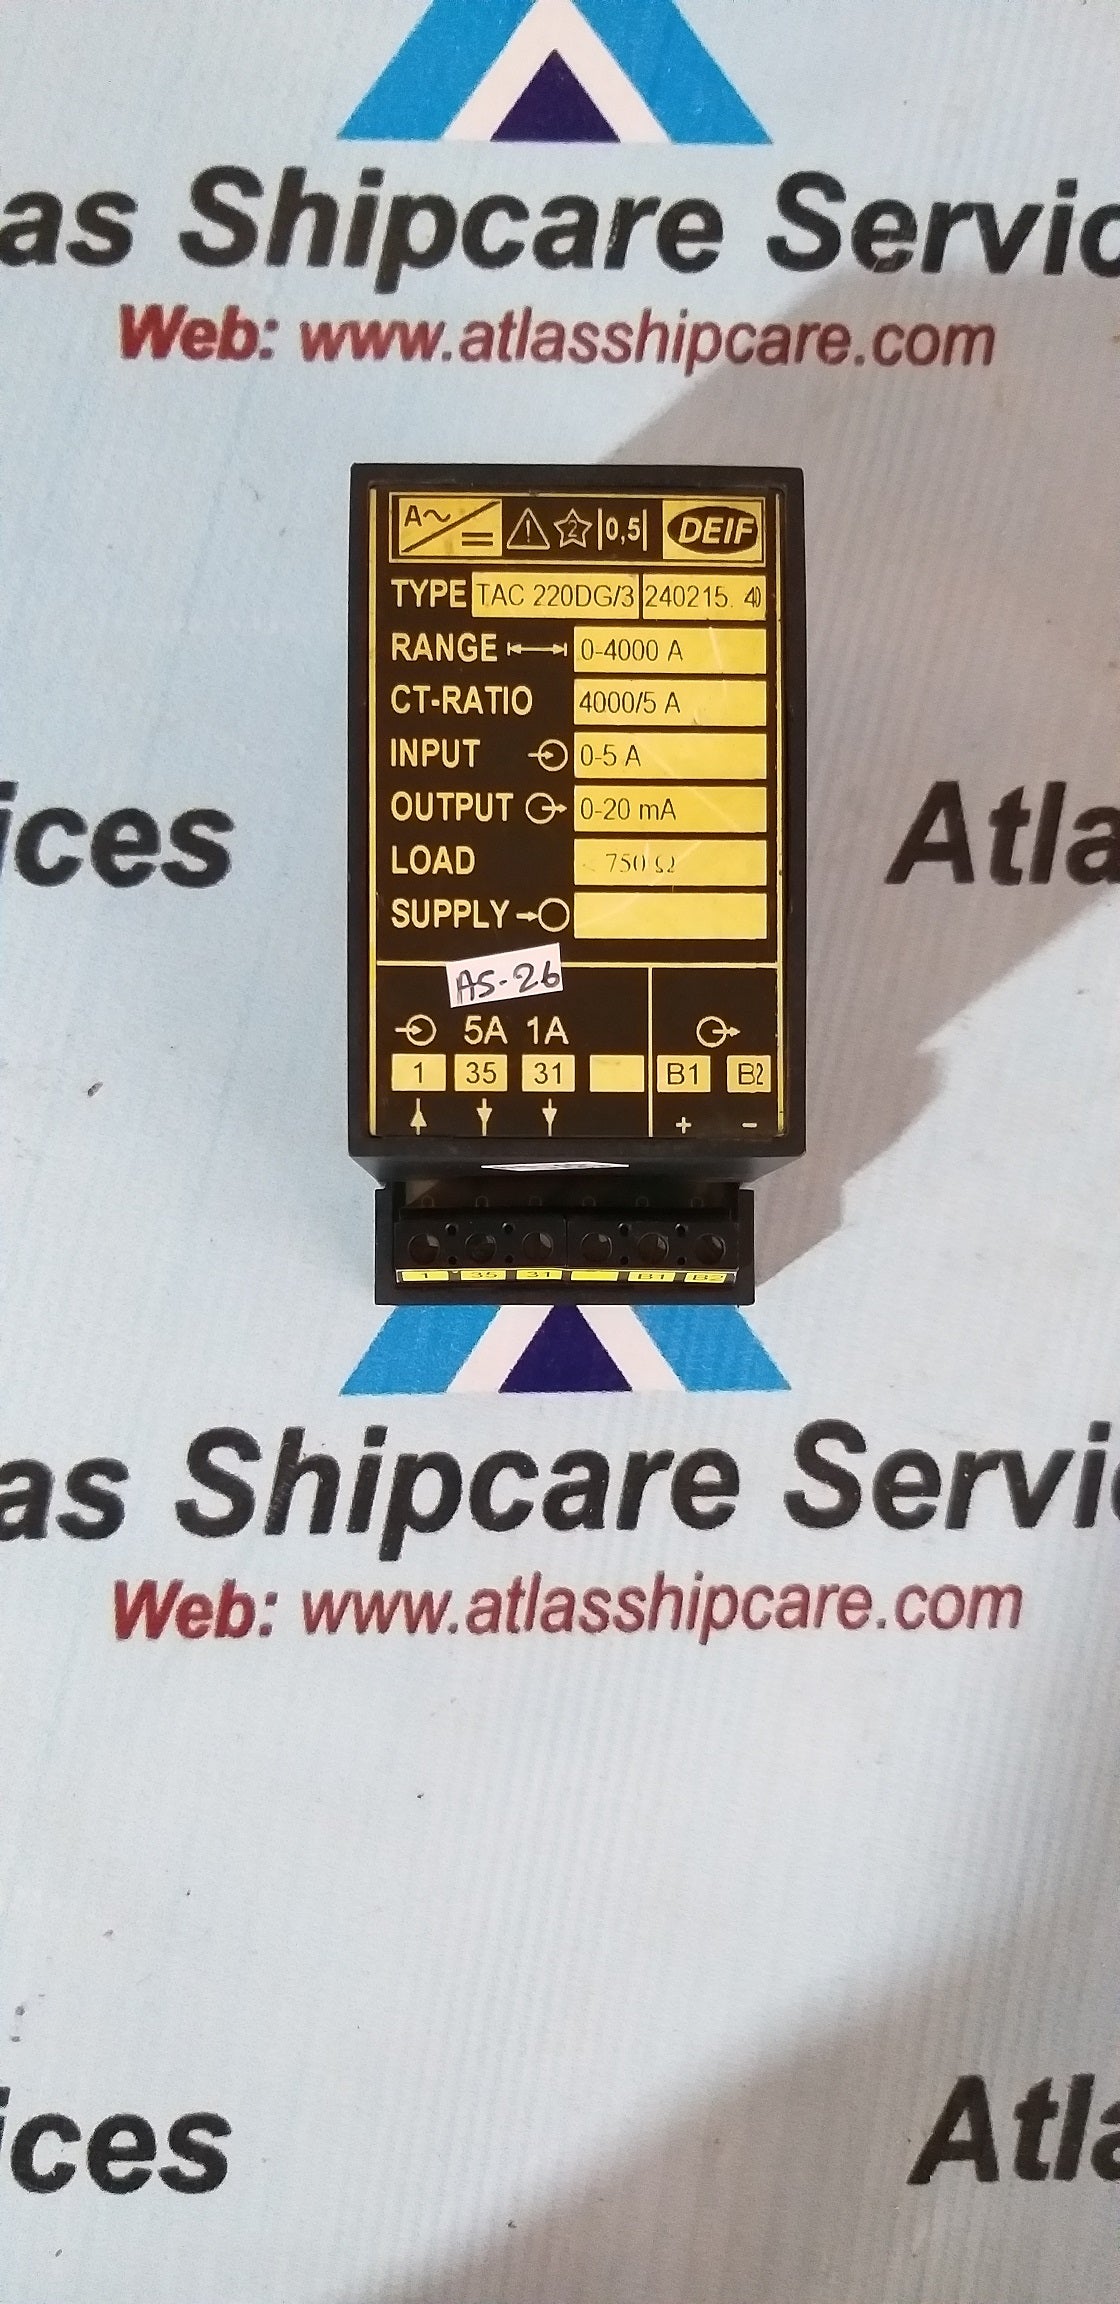 as Shipcare Servic
Web: www.atlasshipcare.com
A~ = ! 2 |0,5| DEIF
TYPE TAC 220DG/3 240215. 40
RANGE 0-4000 A
CT-RATIO 4000/5 A
INPUT 0-5 A
OUTPUT 0-20 mA
LOAD < 750 Ω
SUPPLY
AS-26
5A 1A
1 35 31 B1 B2
+ -
1 35 31 B1 B2
ices Atla
as Shipcare Servic
Web: www.atlasshipcare.com
ices Atla